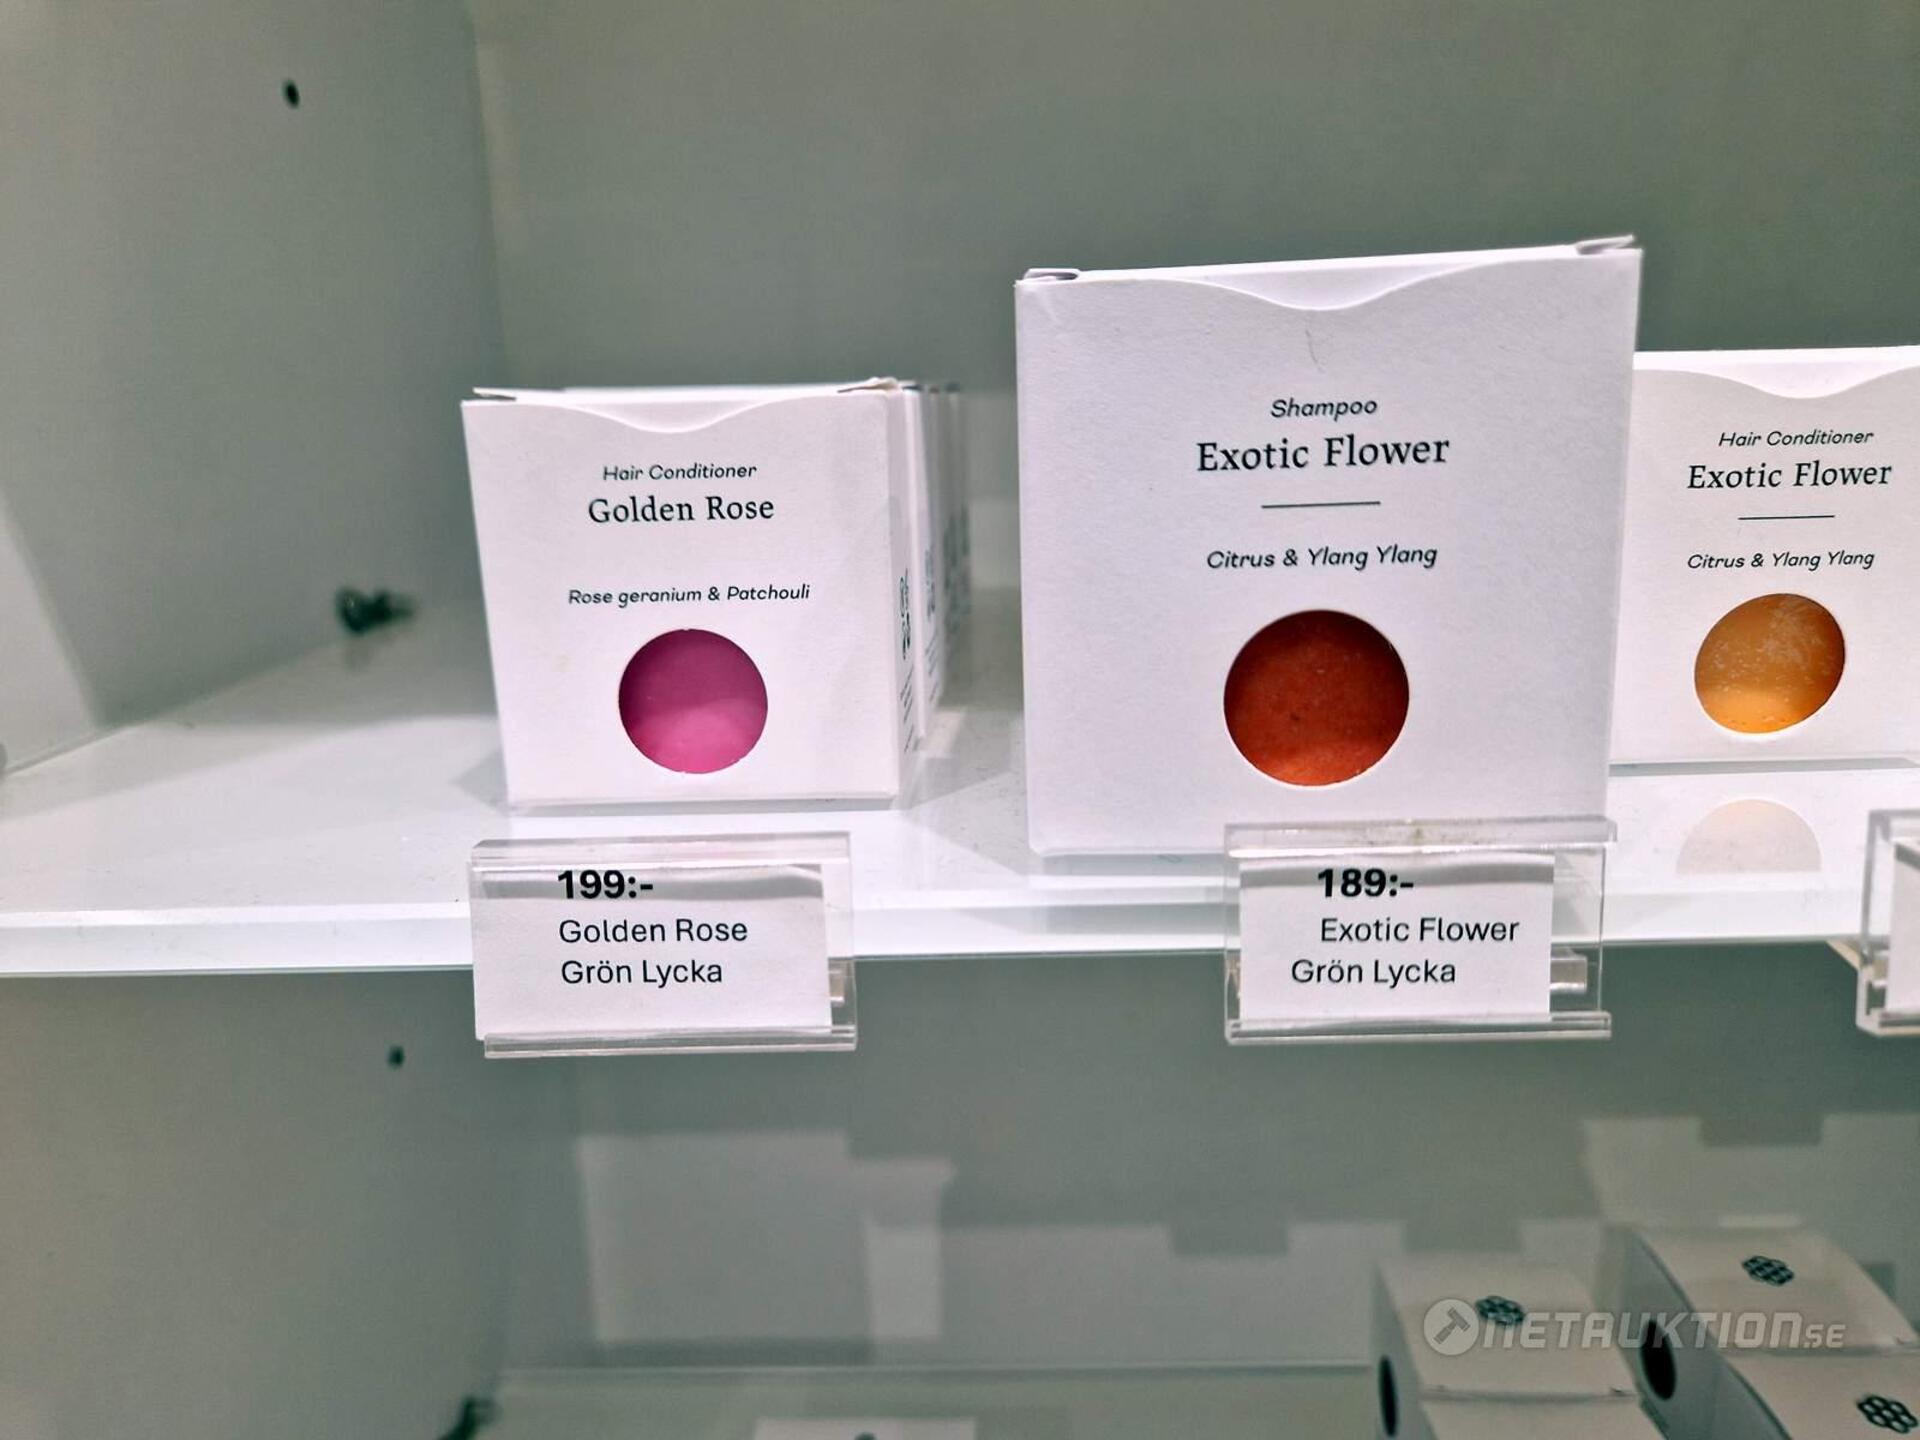 Hair Conditioner
Golden Rose
Rose geranium & Patchouli
Shampoo
Exotic Flower
Citrus & Ylang Ylang
Hair Conditioner
Exotic Flower
Citrus & Ylang Ylang
199:-
Golden Rose
Grön Lycka
189:-
Exotic Flower
Grön Lycka
NETAUKTION.SE